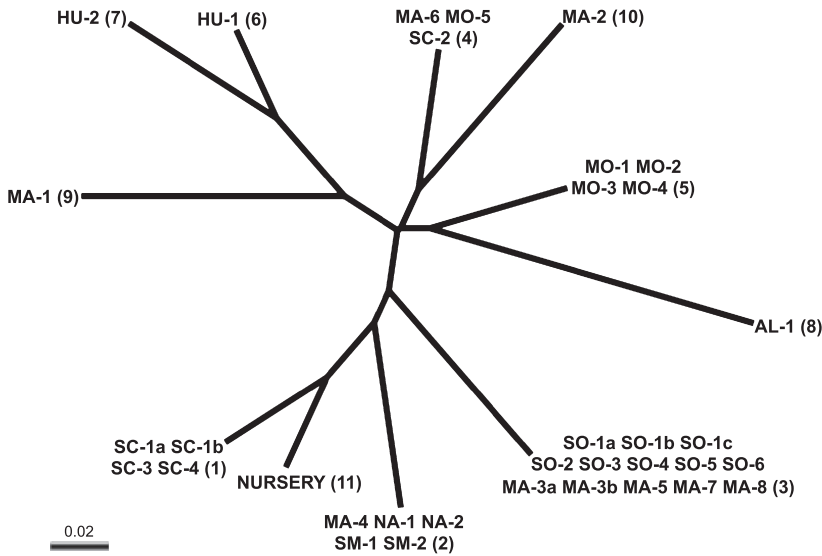 HU-2 (7)
HU-1 (6)
MA-6 MO-5
SC-2 (4)
MA-2 (10)
MO-1 MO-2
MO-3 MO-4 (5)
MA-1 (9)
AL-1 (8)
SC-1a SC-1b
SC-3 SC-4 (1)
NURSERY (11)
MA-4 NA-1 NA-2
SM-1 SM-2 (2)
SO-1a SO-1b SO-1c
SO-2 SO-3 SO-4 SO-5 SO-6
MA-3a MA-3b MA-5 MA-7 MA-8 (3)
0.02